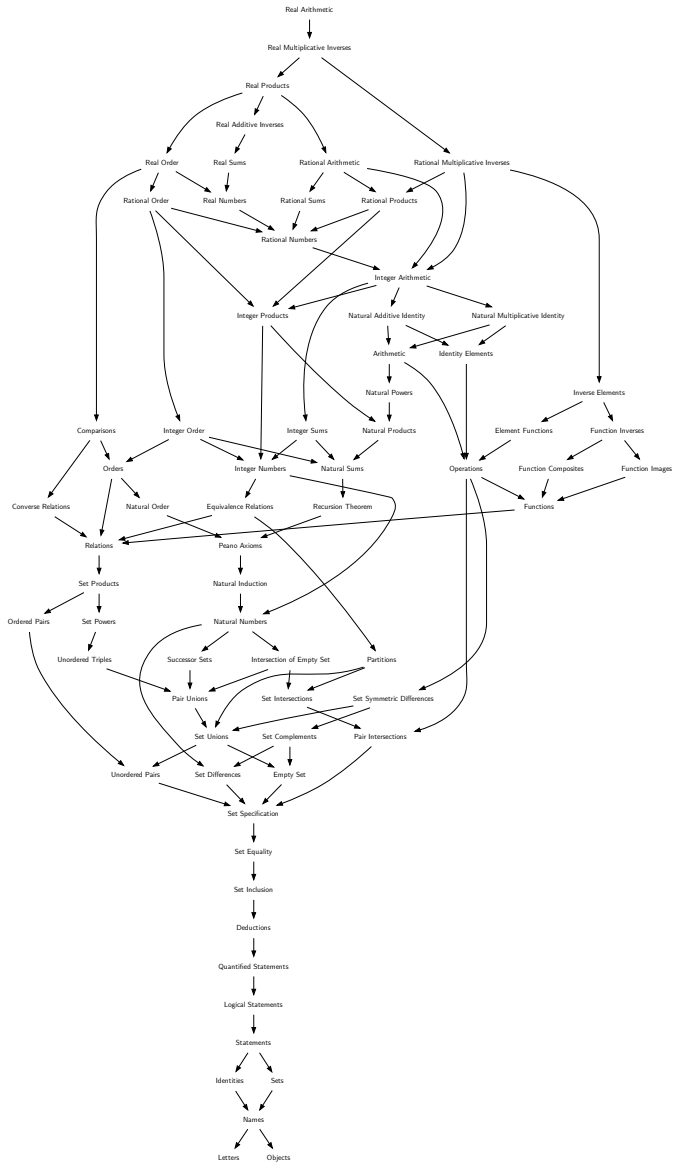 Real Arithmetic
Real Multiplicative Inverses
Real Products
Real Additive Inverses
Real Order
Real Sums
Rational Arithmetic
Rational Multiplicative Inverses
Rational Order
Real Numbers
Rational Sums
Rational Products
Rational Numbers
Integer Arithmetic
Integer Products
Natural Additive Identity
Natural Multiplicative Identity
Arithmetic
Identity Elements
Natural Powers
Inverse Elements
Comparisons
Integer Order
Integer Sums
Natural Products
Element Functions
Function Inverses
Orders
Integer Numbers
Natural Sums
Operations
Function Composites
Function Images
Converse Relations
Natural Order
Equivalence Relations
Recursion Theorem
Functions
Relations
Peano Axioms
Set Products
Natural Induction
Ordered Pairs
Set Powers
Natural Numbers
Unordered Triples
Successor Sets
Intersection of Empty Set
Partitions
Pair Unions
Set Intersections
Set Symmetric Differences
Set Unions
Set Complements
Pair Intersections
Unordered Pairs
Set Differences
Empty Set
Set Specification
Set Equality
Set Inclusion
Deductions
Quantified Statements
Logical Statements
Statements
Identities
Sets
Names
Letters
Objects